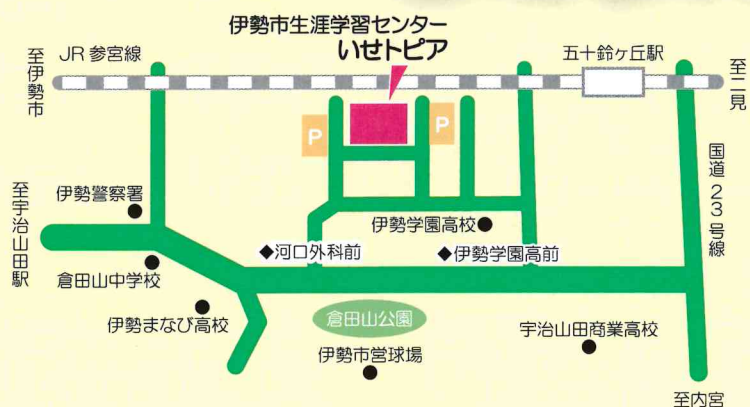 伊勢市生涯学習センター
いせトピア
JR 参宮線
五十鈴ヶ丘駅
至伊勢市
至二見
P
P
国道23号線
至宇治山田駅
伊勢警察署
伊勢学園高校
◆河口外科前
◆伊勢学園高前
倉田山中学校
伊勢まなび高校
倉田山公園
宇治山田商業高校
伊勢市営球場
至内宮